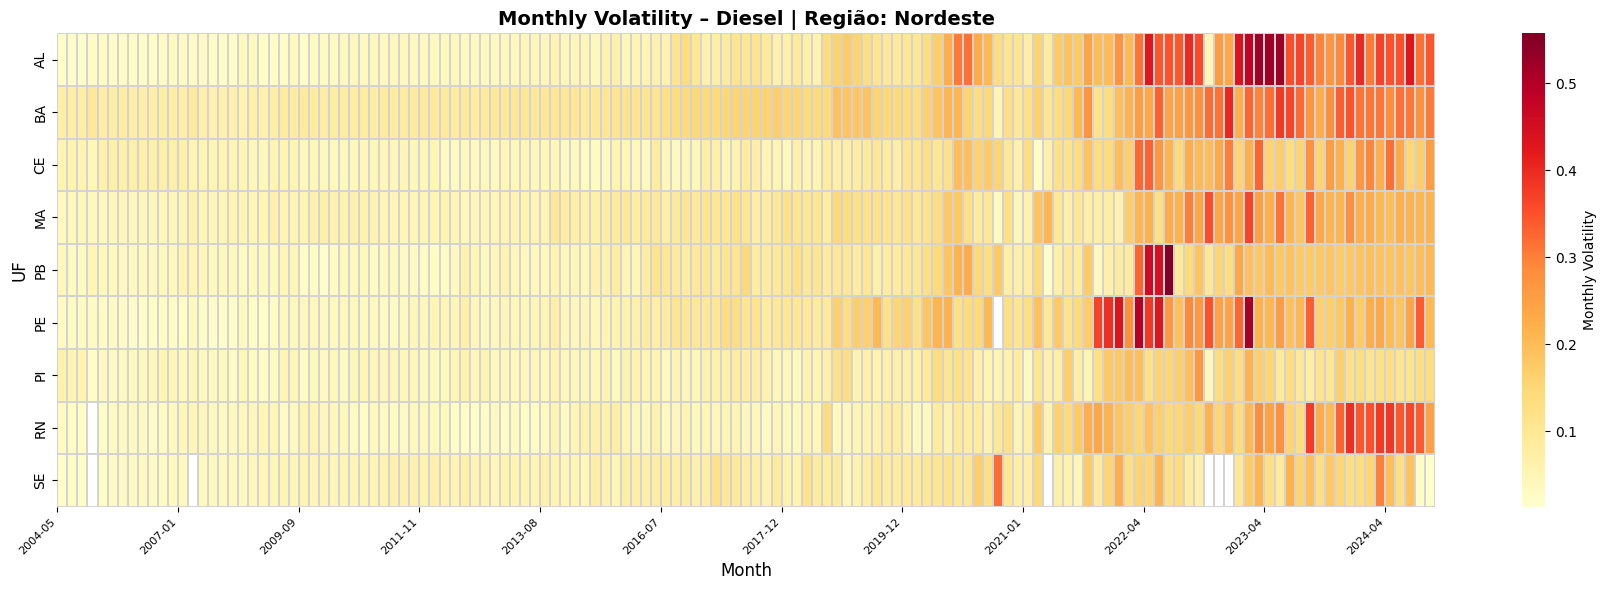 Monthly Volatility – Diesel | Região: Nordeste
UF
AL
BA
CE
MA
PB
PE
PI
RN
SE
2004-05
2007-01
2009-09
2011-11
2013-08
2016-07
2017-12
2019-12
2021-01
2022-04
2023-04
2024-04
Month
0.5
0.4
0.3
0.2
0.1
Monthly Volatility